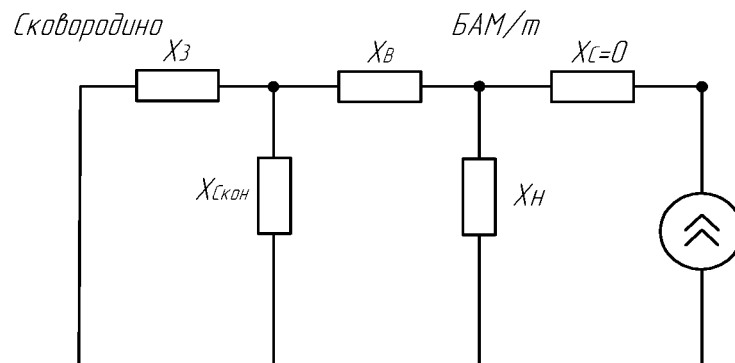 Сковородино
БАМ/т
XЗ
XВ
XС=0
XСкон
XН